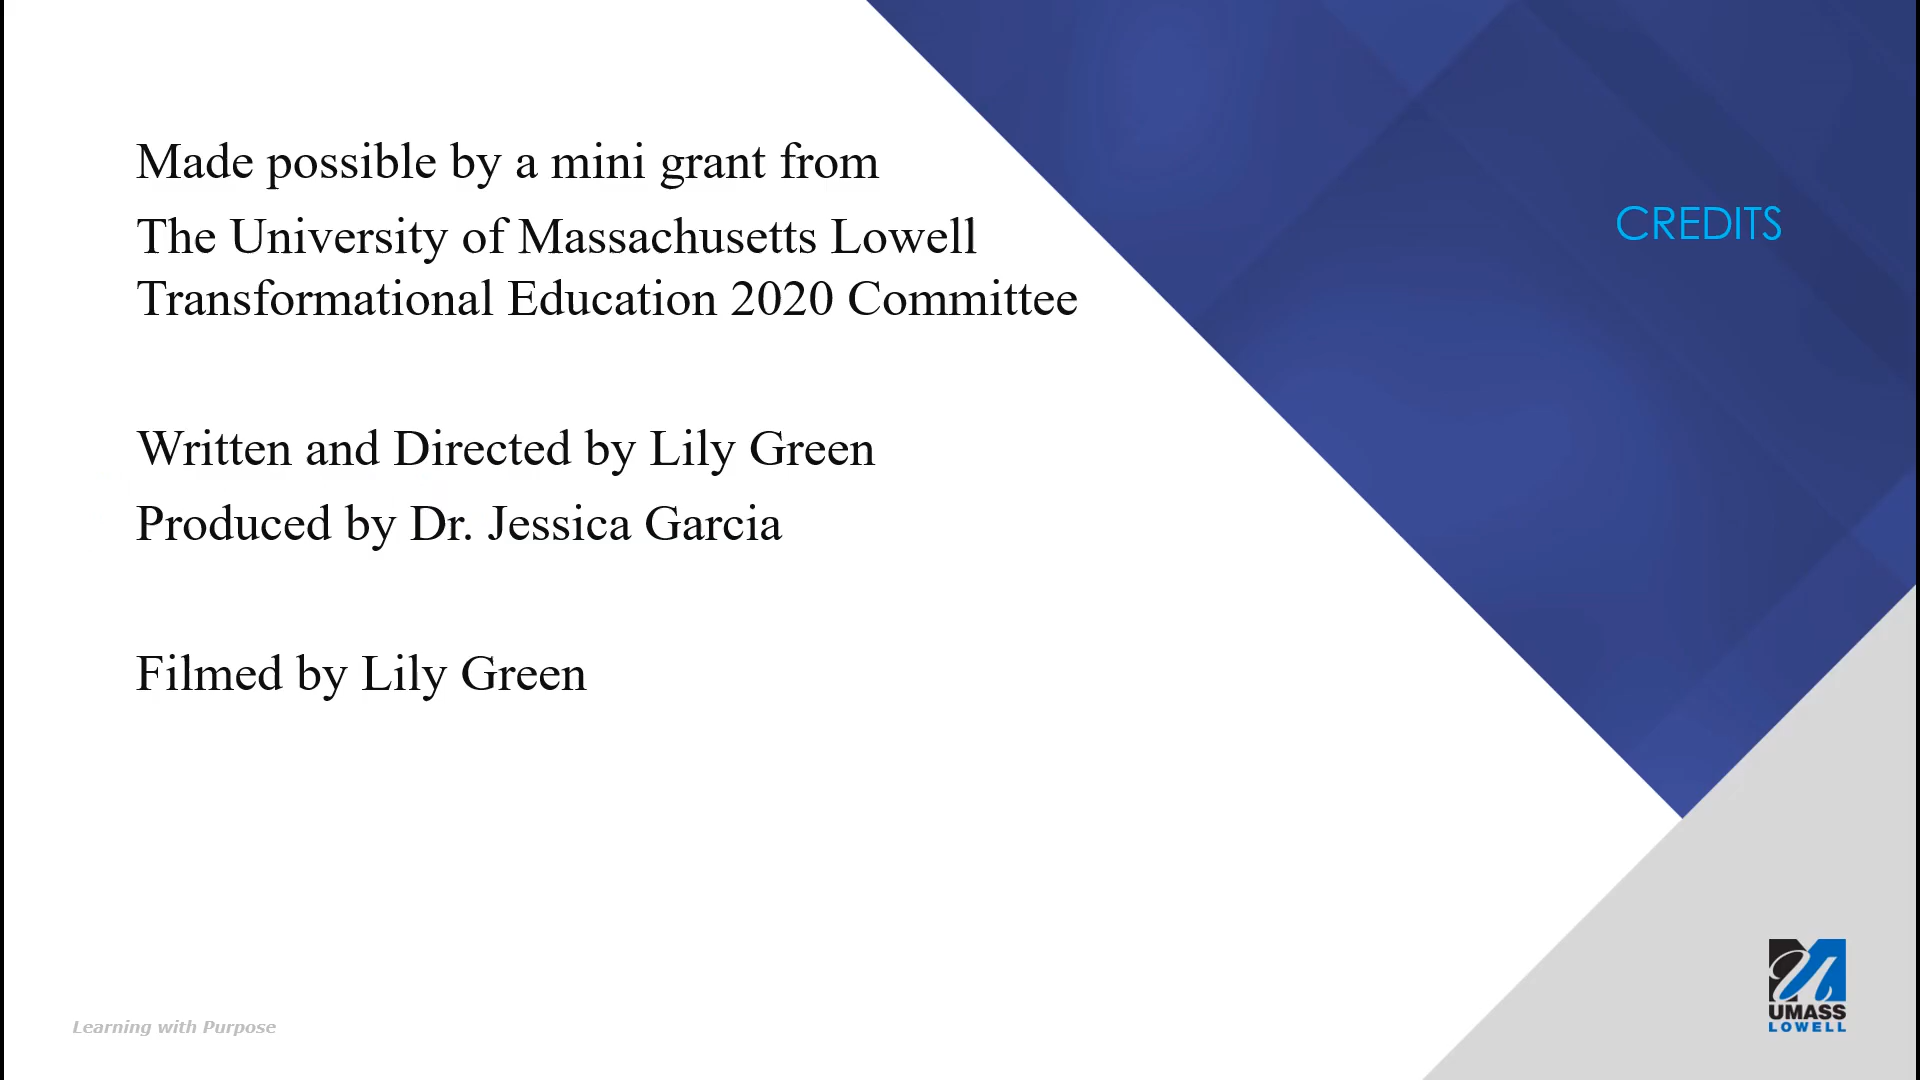 Made possible by a mini grant from
The University of Massachusetts Lowell
Transformational Education 2020 Committee
Written and Directed by Lily Green
Produced by Dr. Jessica Garcia
Filmed by Lily Green
CREDITS
Learning with Purpose
UMASS
LOWELL